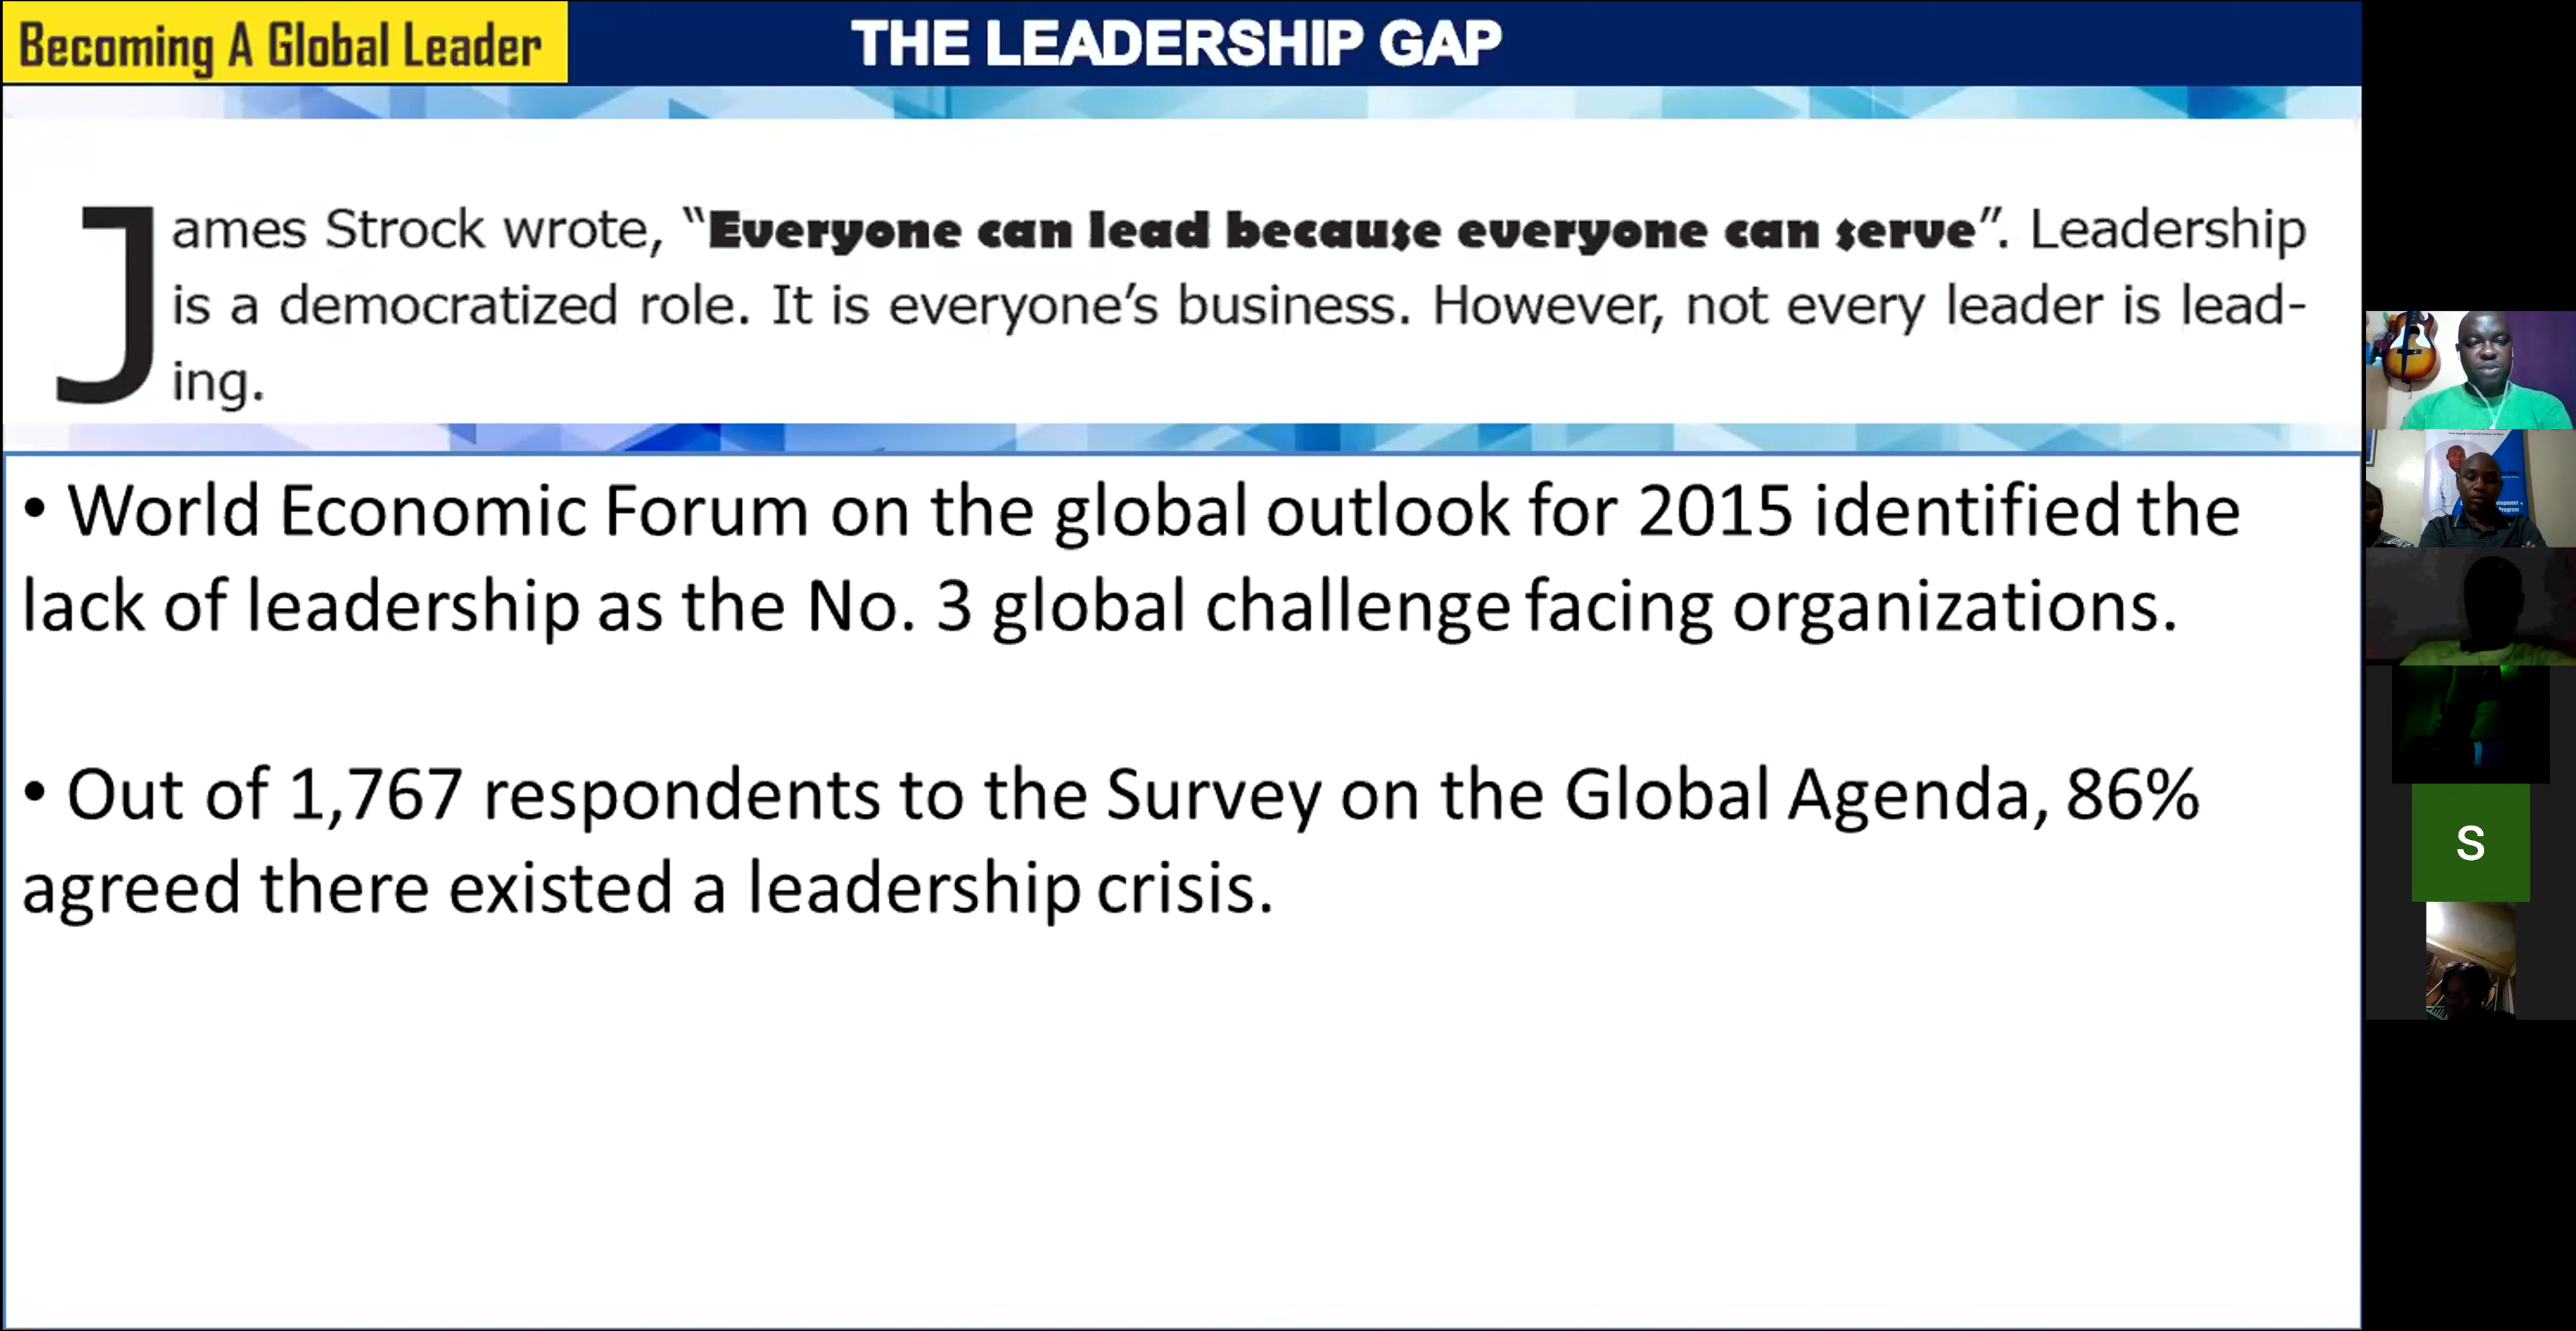 Becoming A Global Leader
THE LEADERSHIP GAP
James Strock wrote, “Everyone can lead because everyone can serve”. Leadership
is a democratized role. It is everyone’s business. However, not every leader is lead-
ing.
• World Economic Forum on the global outlook for 2015 identified the
lack of leadership as the No. 3 global challenge facing organizations.
• Out of 1,767 respondents to the Survey on the Global Agenda, 86%
agreed there existed a leadership crisis.
S